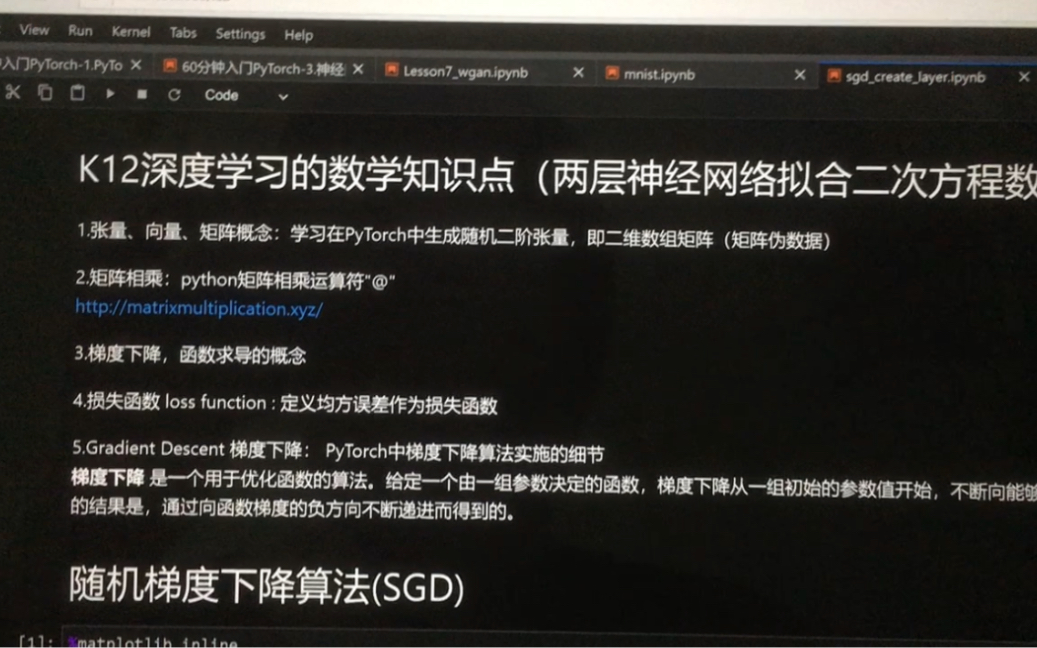 View Run Kernel Tabs Settings Help
入门PyTorch-1.PyTo 60分钟入门PyTorch-3.神经 Lesson7_wgan.ipynb mnist.ipynb sgd_create_layer.ipynb
Code
K12深度学习的数学知识点（两层神经网络拟合二次方程数
1.张量、向量、矩阵概念：学习在PyTorch中生成随机二阶张量，即二维数组矩阵（矩阵伪数据）
2.矩阵相乘：python矩阵相乘运算符"@"
http://matrixmultiplication.xyz/
3.梯度下降，函数求导的概念
4.损失函数 loss function : 定义均方误差作为损失函数
5.Gradient Descent 梯度下降： PyTorch中梯度下降算法实施的细节
梯度下降 是一个用于优化函数的算法。给定一个由一组参数决定的函数，梯度下降从一组初始的参数值开始，不断向能够
的结果是，通过向函数梯度的负方向不断递进而得到的。
随机梯度下降算法(SGD)
[1]: %matplotlib inline